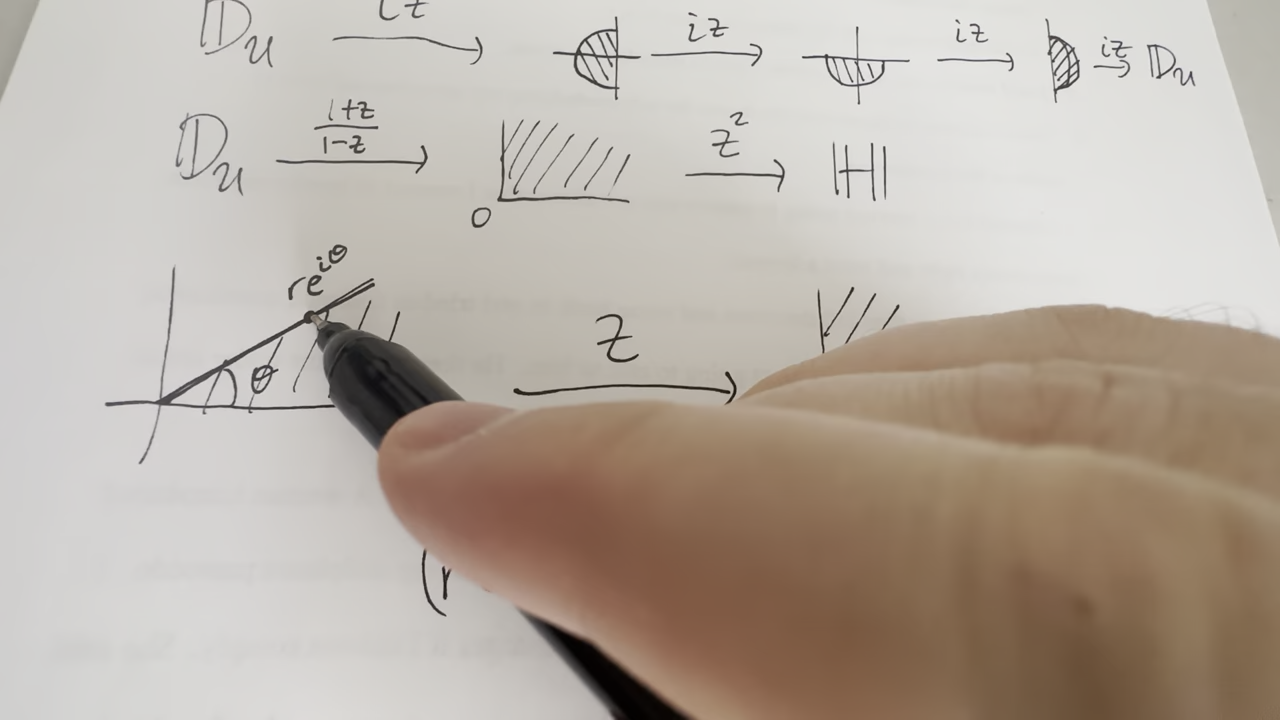 𝔻u iz → iz → iz → iz → 𝔻u
𝔻u (1+z)/(1-z) → 0 z² → ℍ
re^{iθ}
θ z →
(r